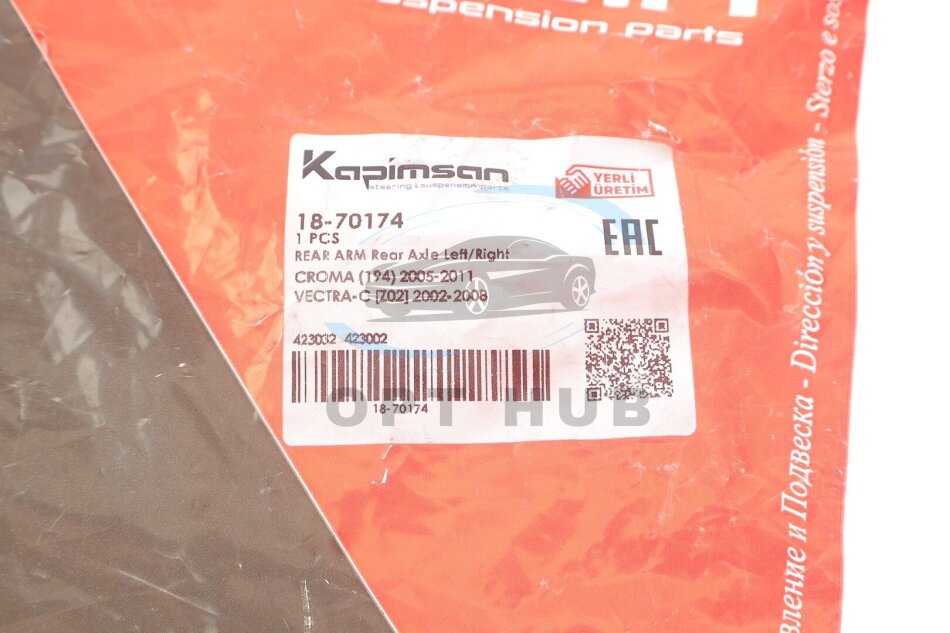 suspension parts
Kapimsan
steering & suspension parts
YERLİ
ÜRETİM
18-70174
1 PCS
REAR ARM Rear Axle Left/Right
CROMA (194) 2005-2011
VECTRA-C [Z02] 2002-2008
EAC
423032 423002
18-70174
OPT HUB
вление и Подвеска - Dirección y suspensión - Sterzo e sos